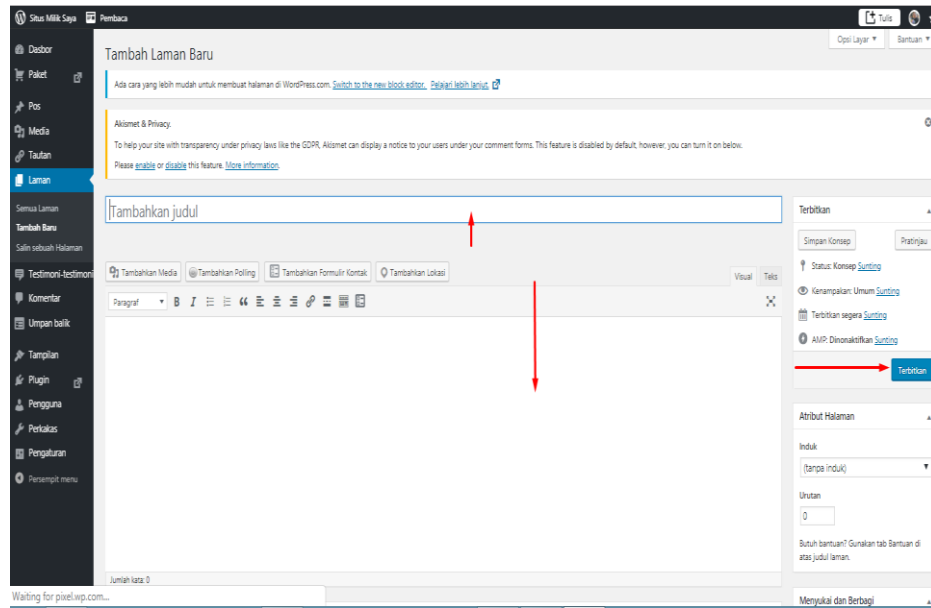 Situs Milik Saya Pembaca Tulis
Opsi Layar Bantuan
Dasbor
Paket
Pos
Media
Tautan
Laman
Semua Laman
Tambah Baru
Salin sebuah Halaman
Testimoni-testimoni
Komentar
Umpan balik
Tampilan
Plugin
Pengguna
Perkakas
Pengaturan
Persempit menu
Tambah Laman Baru
Ada cara yang lebih mudah untuk membuat halaman di WordPress.com. Switch to the new block editor. Pelajari lebih lanjut.
Akismet & Privacy.
To help your site with transparency under privacy laws like the GDPR, Akismet can display a notice to your users under your comment forms. This feature is disabled by default, however, you can turn it on below.
Please enable or disable this feature. More information.
Tambahkan judul
Tambahkan Media Tambahkan Polling Tambahkan Formulir Kontak Tambahkan Lokasi
Visual Teks
Paragraf B I
Jumlah kata: 0
Terbitkan
Simpan Konsep Pratinjau
Status: Konsep Sunting
Kenampakan: Umum Sunting
Terbitkan segera Sunting
AMP: Dinonaktifkan Sunting
Terbitkan
Atribut Halaman
Induk
(tanpa induk)
Urutan
0
Butuh bantuan? Gunakan tab Bantuan di
atas judul laman.
Menyukai dan Berbagi
Waiting for pixel.wp.com...